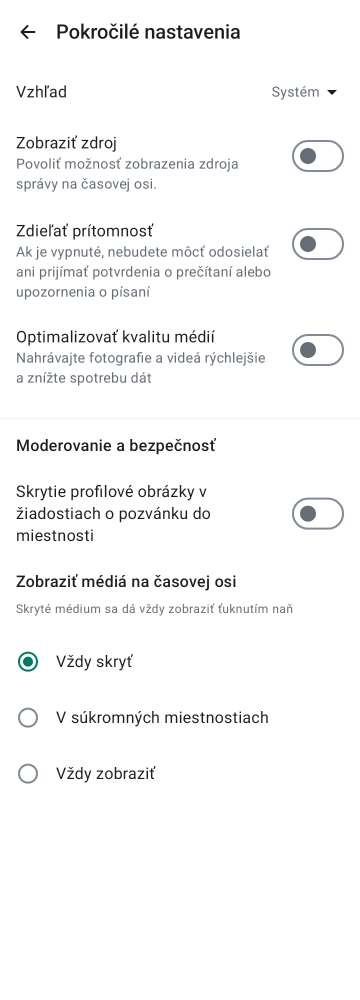 Pokročilé nastavenia
Vzhľad
Systém
Zobraziť zdroj
Povoliť možnosť zobrazenia zdroja
správy na časovej osi.
Zdieľať prítomnosť
Ak je vypnuté, nebudete môcť odosielať
ani prijímať potvrdenia o prečítaní alebo
upozornenia o písaní
Optimalizovať kvalitu médií
Nahrávajte fotografie a videá rýchlejšie
a znížte spotrebu dát
Moderovanie a bezpečnosť
Skrytie profilové obrázky v
žiadostiach o pozvánku do
miestnosti
Zobraziť médiá na časovej osi
Skryté médium sa dá vždy zobraziť ťuknutím naň
Vždy skryť
V súkromných miestnostiach
Vždy zobraziť